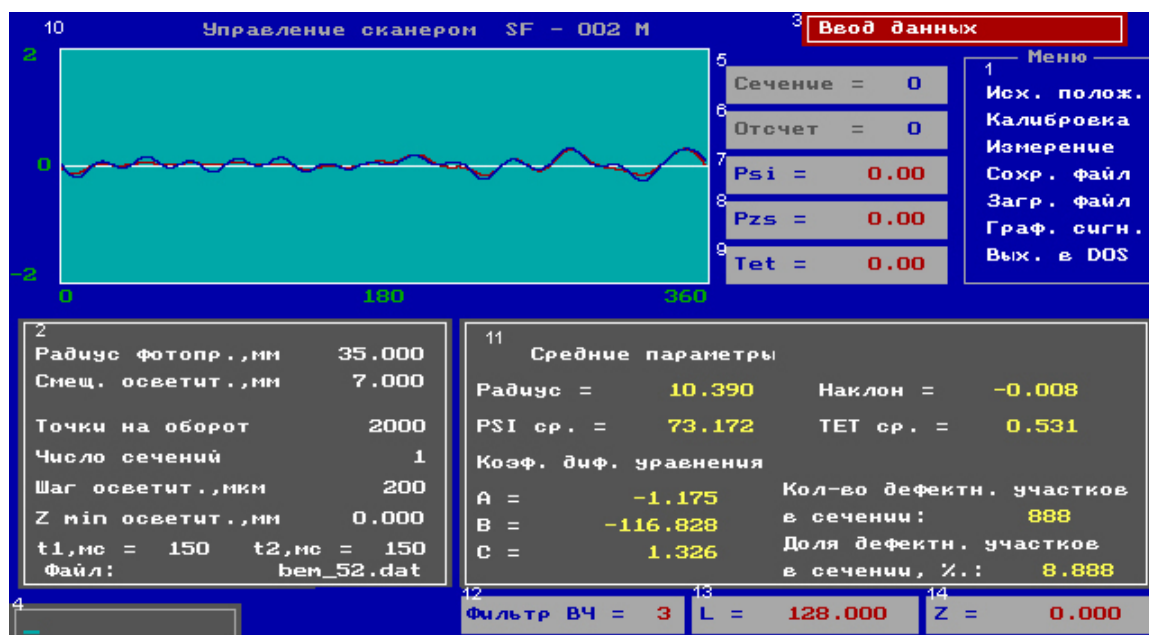 10 Управление сканером SF - 002 М
3 Ввод данных
2
0
-2
0 180 360
5
Сечение = 0
6
Отсчет = 0
7
Psi = 0.00
8
Pzs = 0.00
9
Tet = 0.00
Меню
1
Исх. полож.
Калибровка
Измерение
Сохр. файл
Загр. файл
Граф. сигн.
Вых. в DOS
2
Радиус фотопр.,мм 35.000
Смещ. осветит.,мм 7.000
Точки на оборот 2000
Число сечений 1
Шаг осветит.,мкм 200
Z min осветит.,мм 0.000
t1,мс = 150 t2,мс = 150
Файл: bem_52.dat
11
Средние параметры
Радиус = 10.390 Наклон = -0.008
PSI ср. = 73.172 ТЕТ ср. = 0.531
Коэф. диф. уравнения
A = -1.175
B = -116.828
C = 1.326
Кол-во дефектн. участков
в сечении: 888
Доля дефектн. участков
в сечении, %.: 8.888
4
12
Фильтр ВЧ = 3
13
L = 128.000
14
Z = 0.000